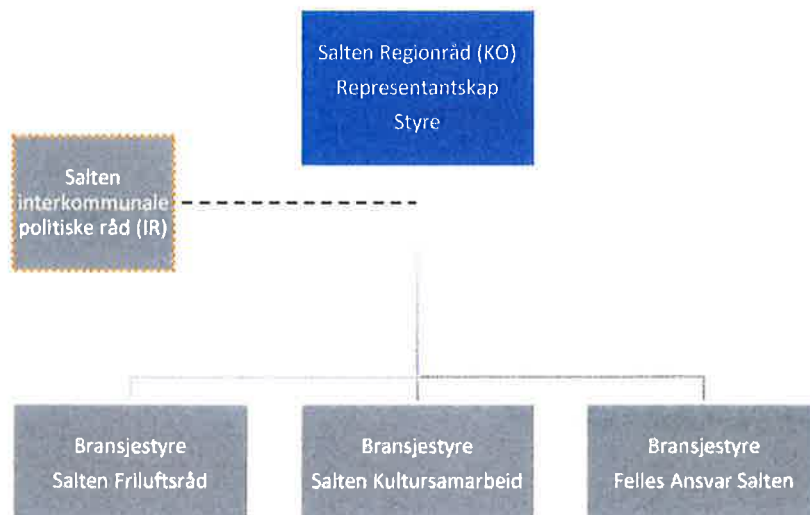 Salten Regionråd (KO)
Representantskap
Styre
Salten
interkommunale
politiske råd (IR)
Bransjestyre
Salten Friluftsråd
Bransjestyre
Salten Kultursamarbeid
Bransjestyre
Felles Ansvar Salten